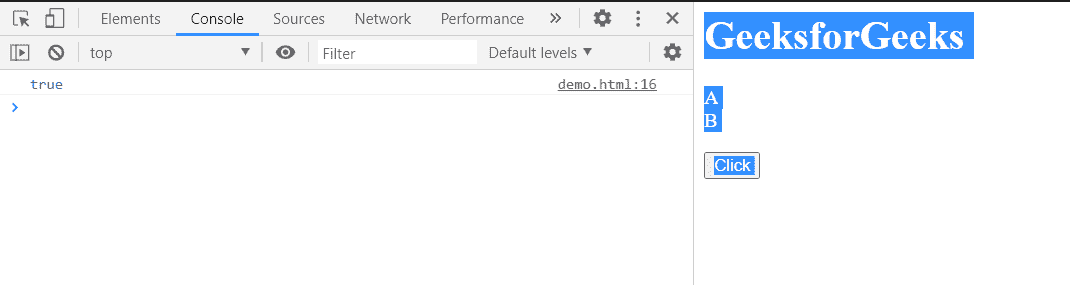 Elements Console Sources Network Performance
top Filter Default levels
true demo.html:16
GeeksforGeeks
A
B
Click